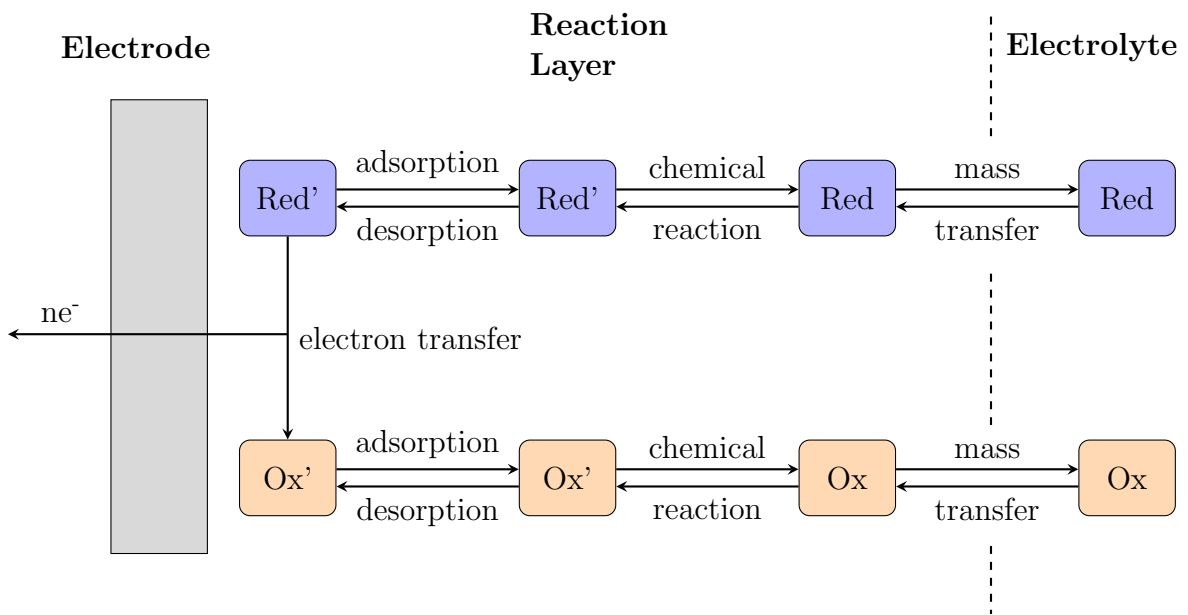 Electrode
Reaction
Layer
Electrolyte
adsorption
chemical
mass
Red'
Red'
Red
Red
desorption
reaction
transfer
ne-
electron transfer
adsorption
chemical
mass
Ox'
Ox'
Ox
Ox
desorption
reaction
transfer